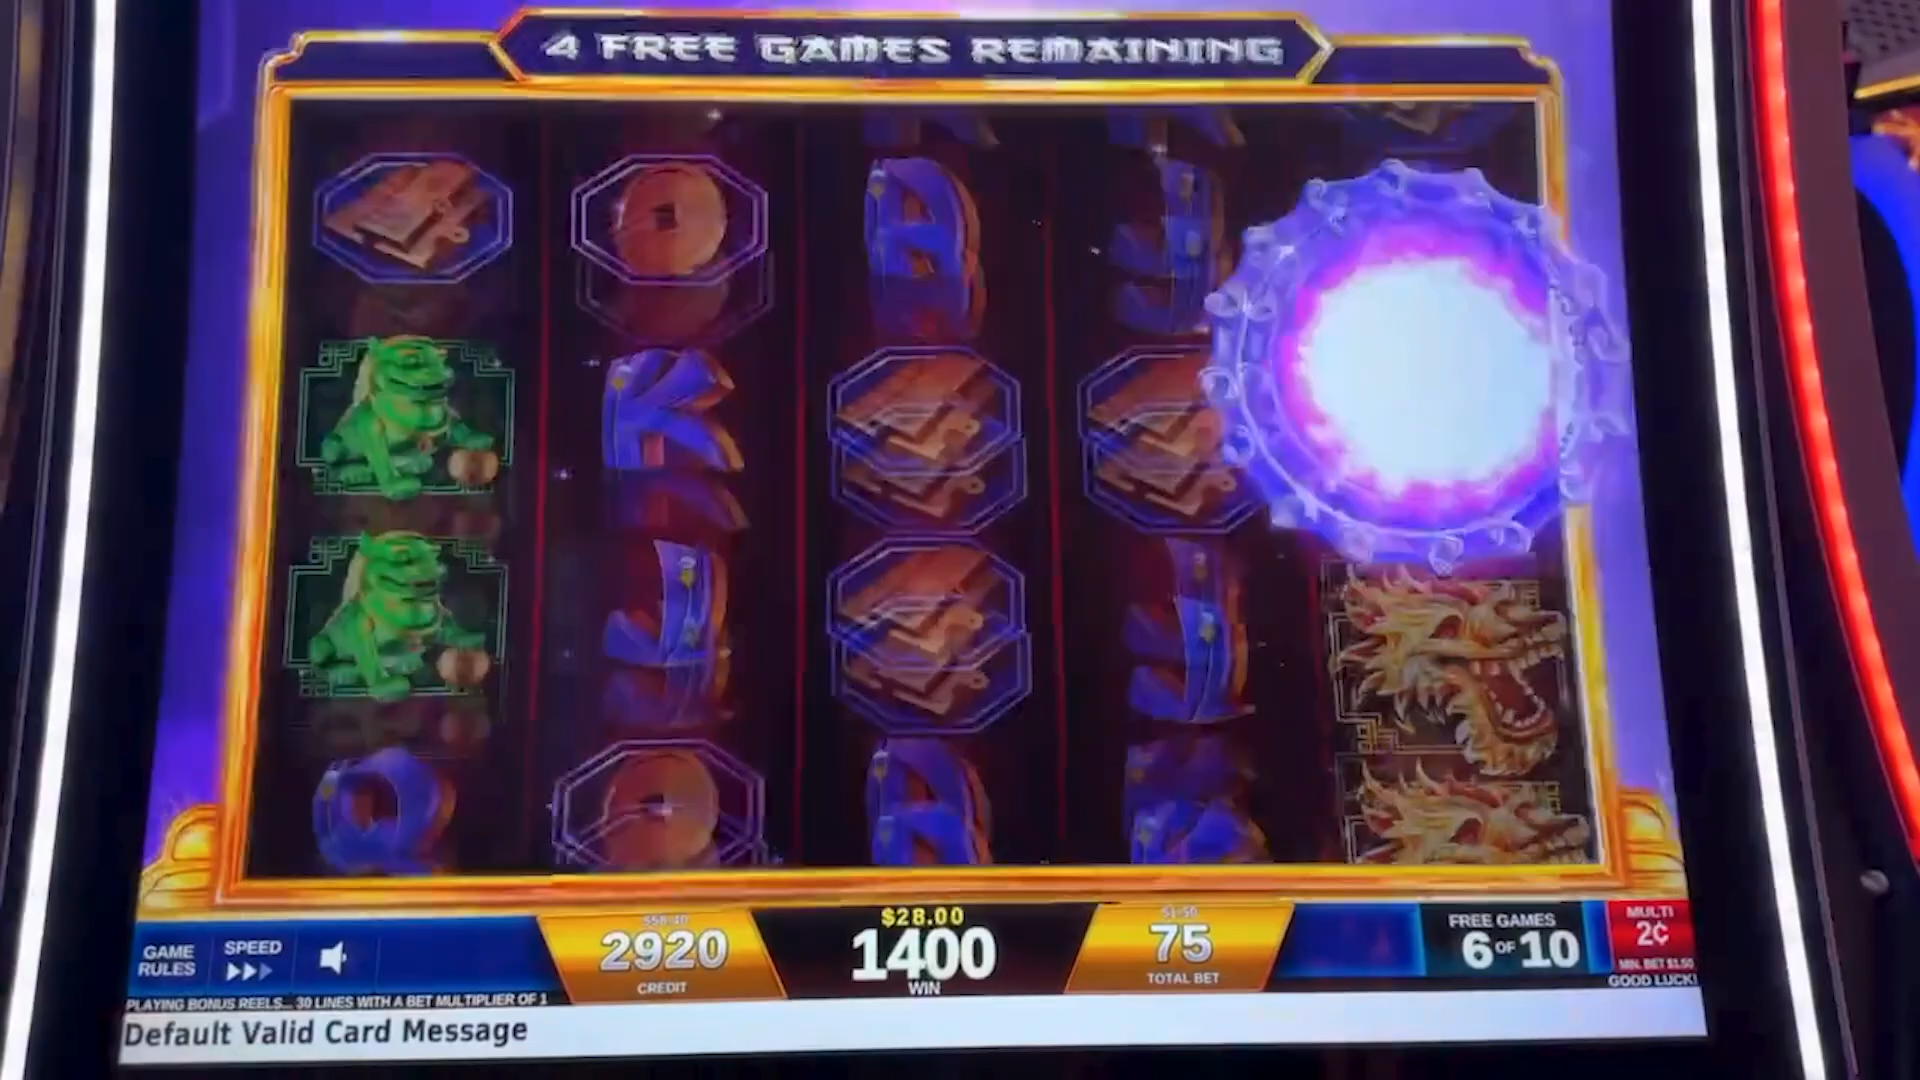 4 FREE GAMES REMAINING
A
J
K
J
J
Q
A
GAME RULES
SPEED
$58.40
2920
CREDIT
$28.00
1400
WIN
$1.50
75
TOTAL BET
FREE GAMES
6 OF 10
MULTI
2¢
MIN. BET $1.50
GOOD LUCK!
PLAYING BONUS REELS... 30 LINES WITH A BET MULTIPLIER OF 1
Default Valid Card Message